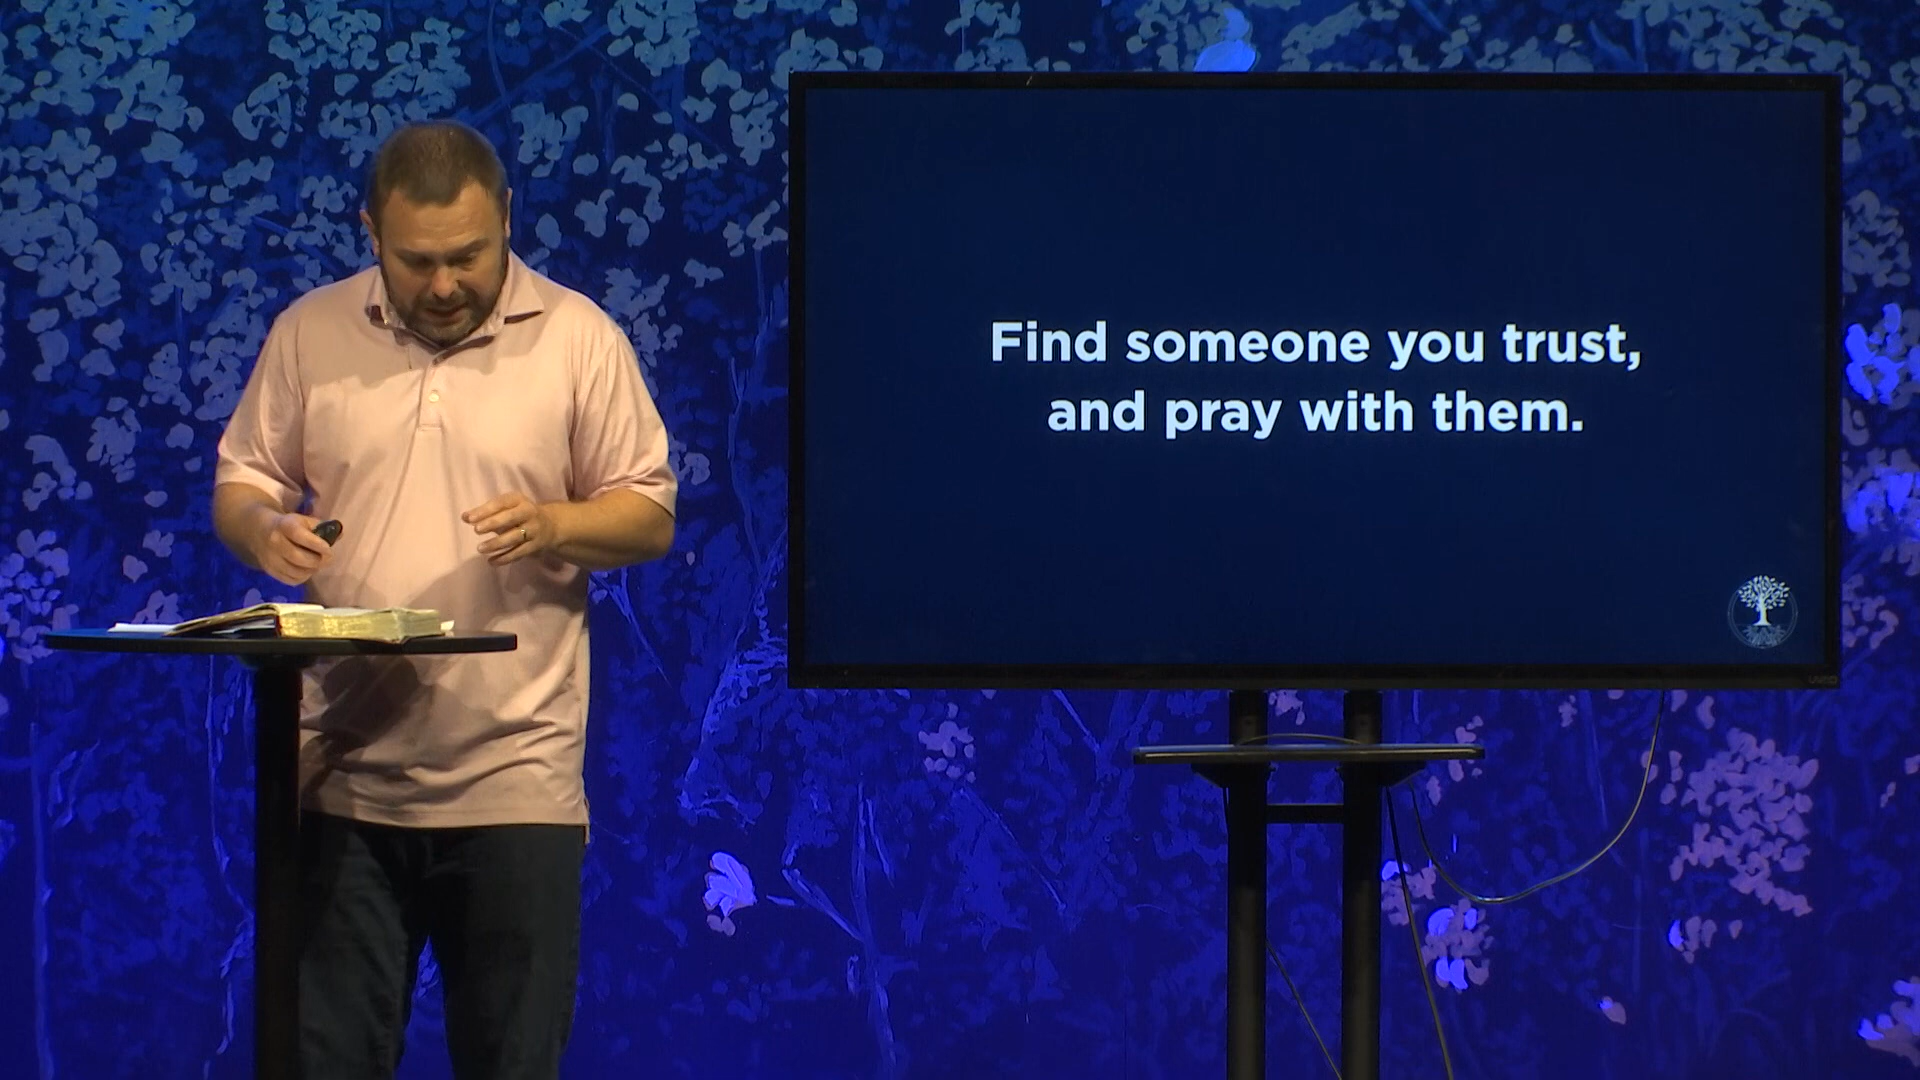 Find someone you trust,
and pray with them.